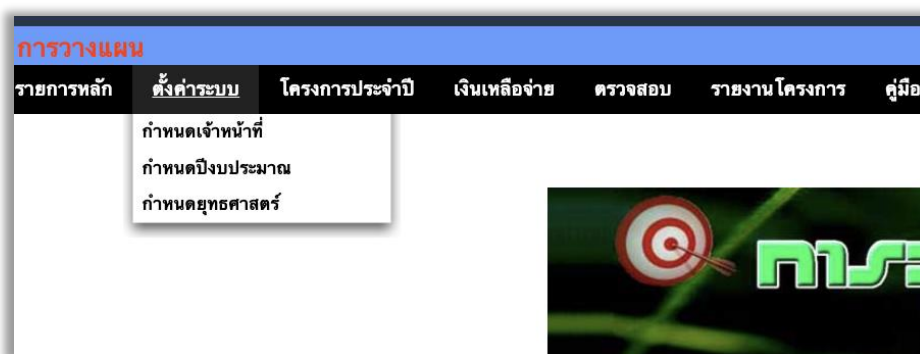 การวางแผน
รายการหลัก ตั้งค่าระบบ โครงการประจำปี เงินเหลือจ่าย ตรวจสอบ รายงานโครงการ คู่มือ
กำหนดเจ้าหน้าที่
กำหนดปีงบประมาณ
กำหนดยุทธศาสตร์